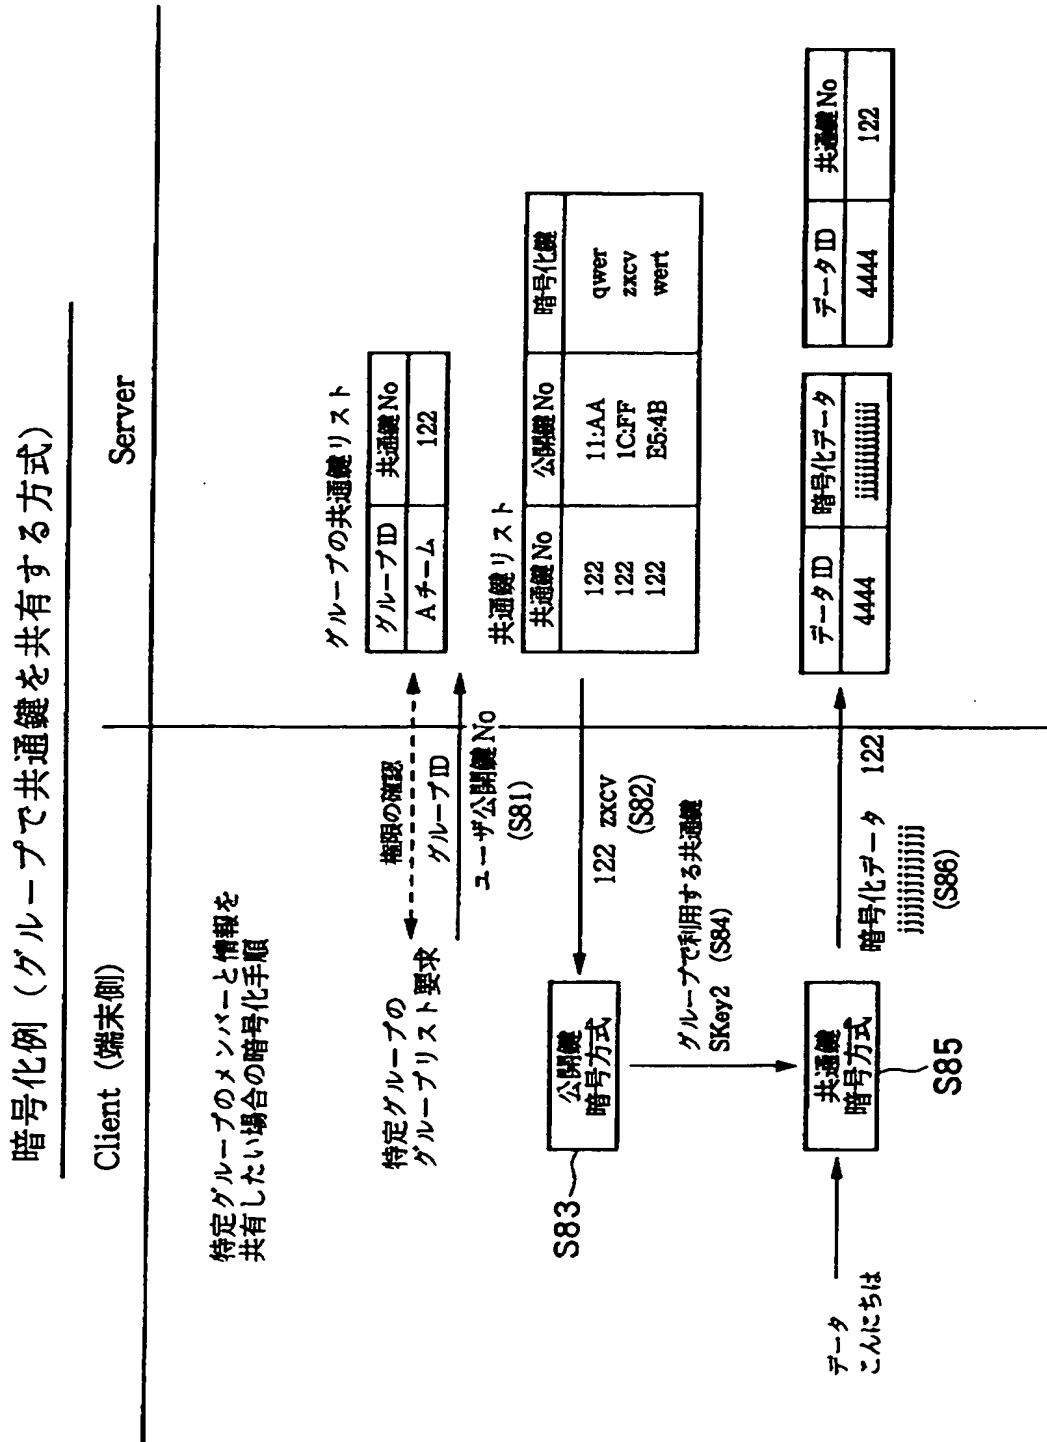 暗号化例（グループで共通鍵を共有する方式）
Client（端末側）
Server
特定グループのメンバーと情報を
共有したい場合の暗号化手順
特定グループの
グループリスト要求
権限の確認
グループID
ユーザ公開鍵No
(S81)
グループの共通鍵リスト
グループID 共通鍵No
Aチーム 122
共通鍵リスト
共通鍵No 公開鍵No 暗号化鍵
122 11:AA qwer
122 1C:FF zxcv
122 E5:4B wert
122 zxcv
(S82)
公開鍵
暗号方式
S83
グループで利用する共通鍵
SKey2 (S84)
データ
こんにちは
共通鍵
暗号方式
S85
暗号化データ 122
jjjjjjjjjjjjjj
(S86)
データID 暗号化データ
4444 jjjjjjjjjjjjjj
データID 共通鍵No
4444 122